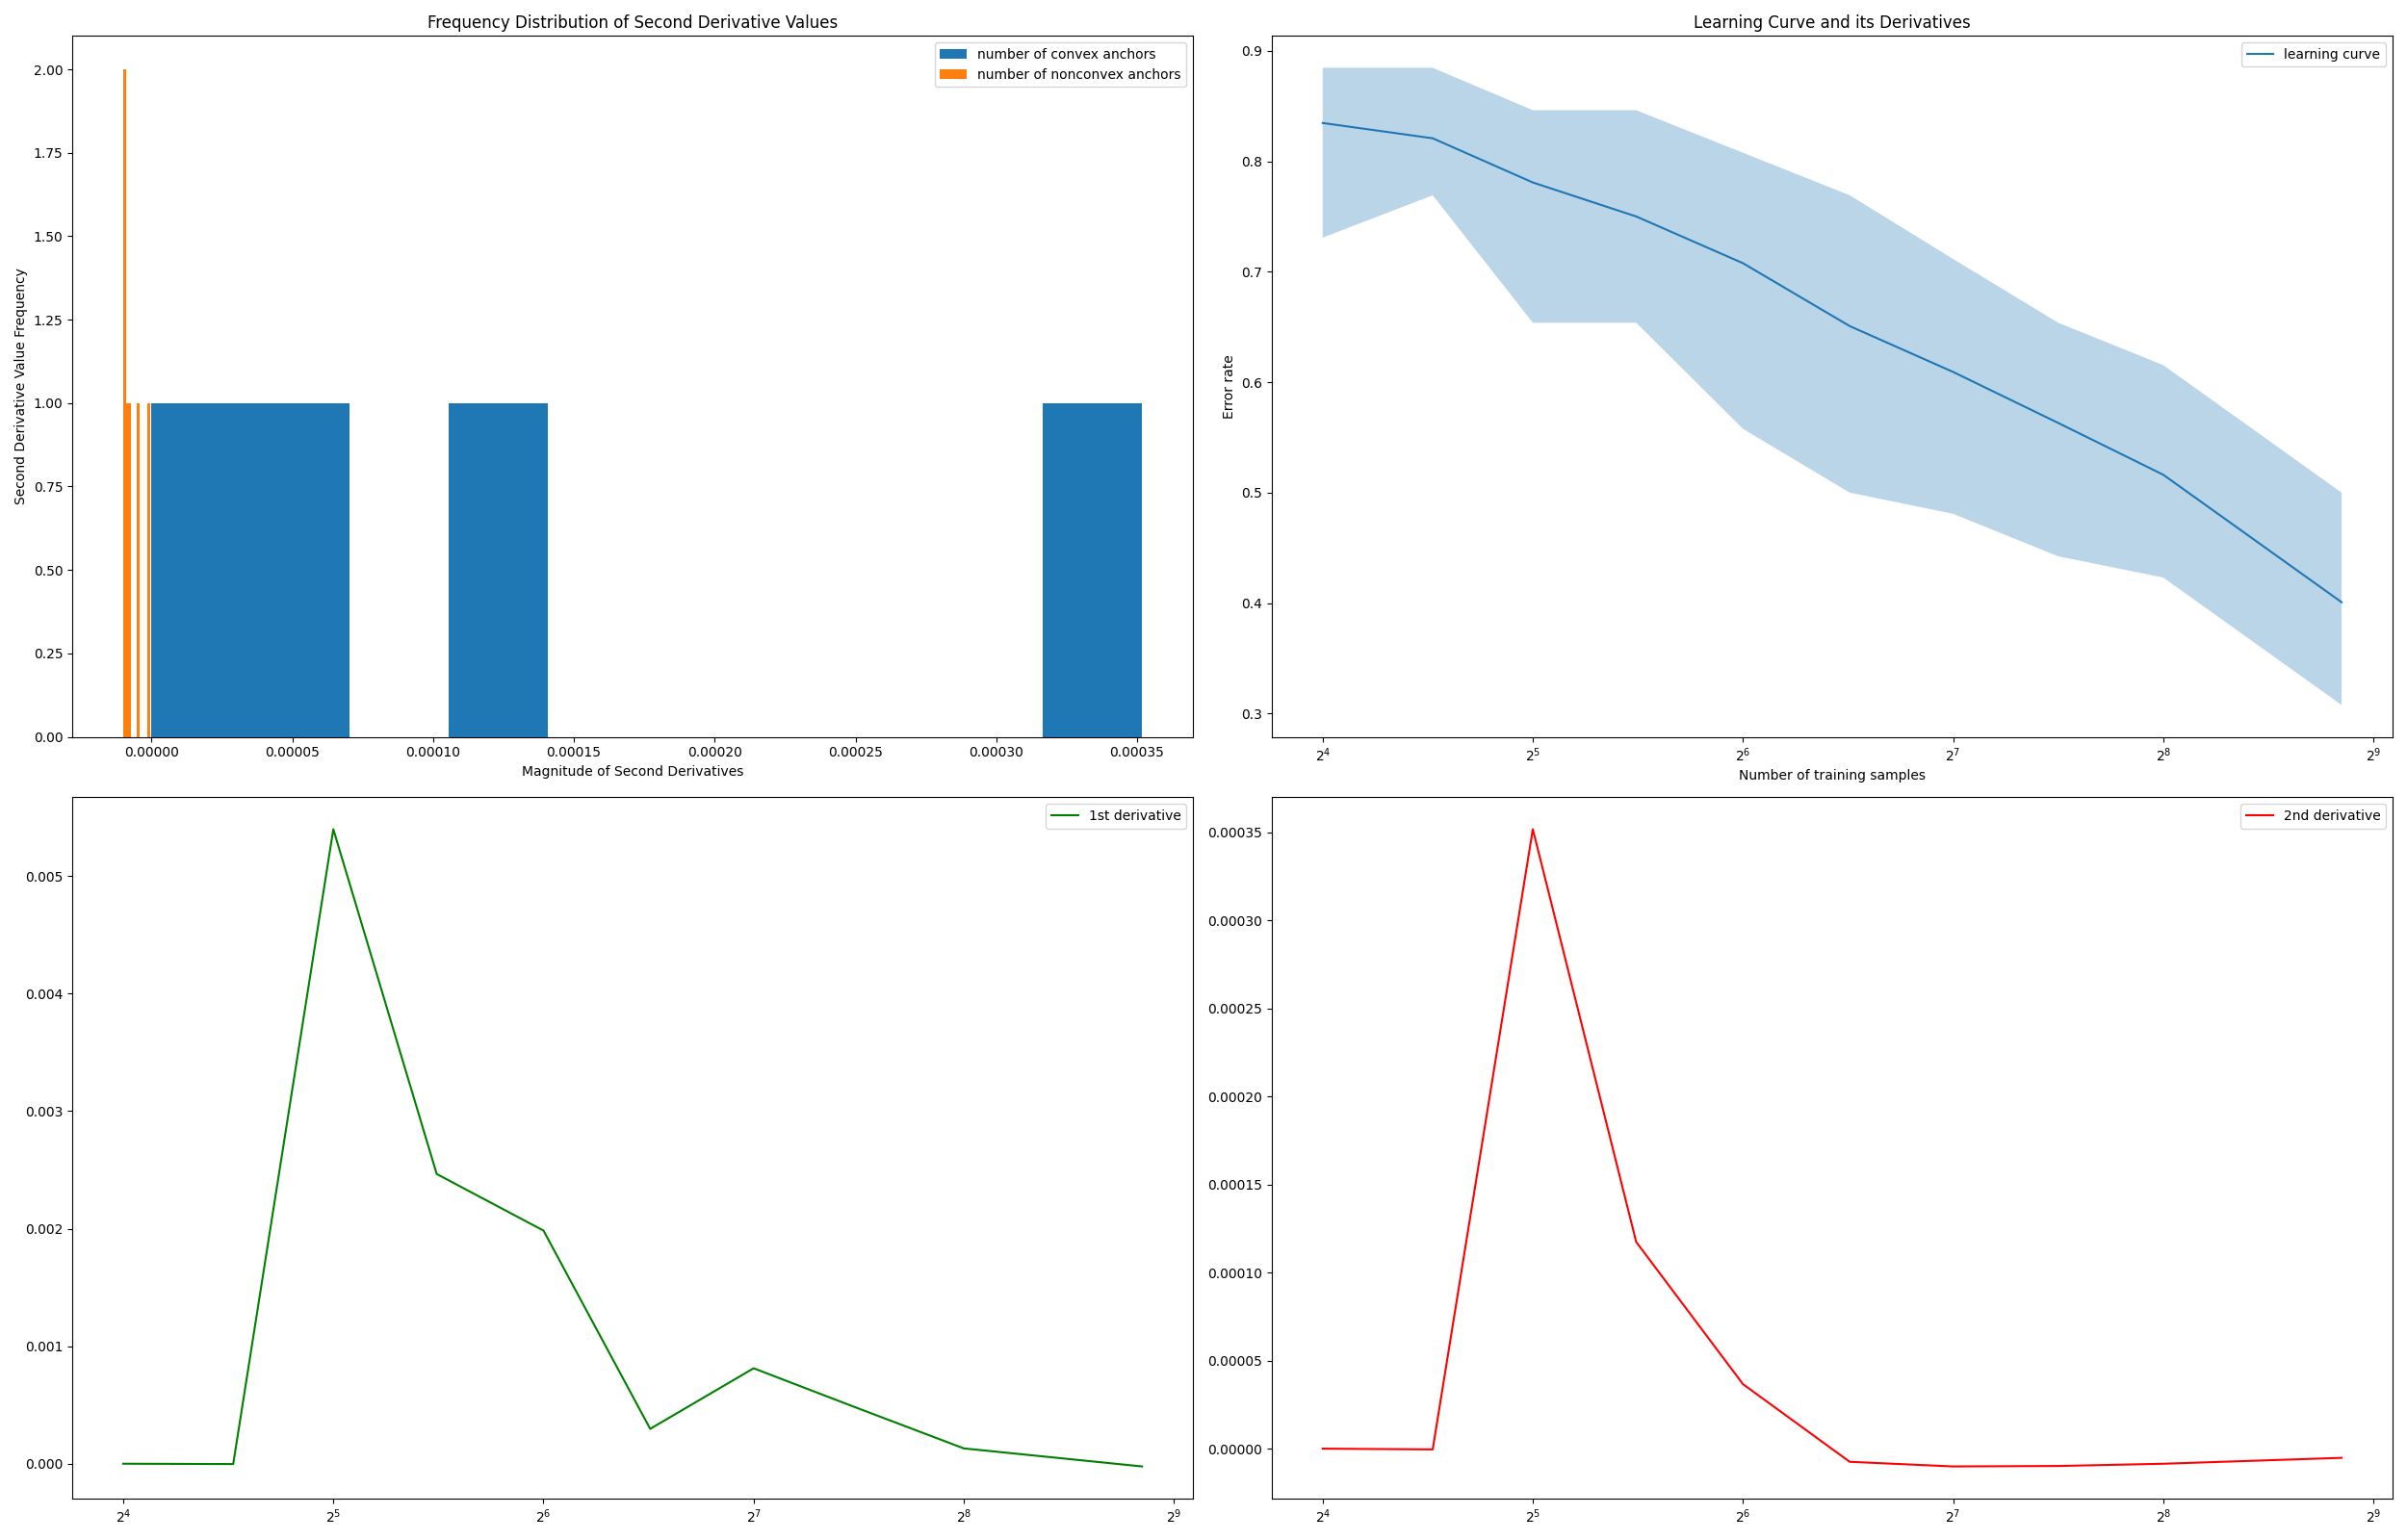 Frequency Distribution of Second Derivative Values
number of convex anchors
number of nonconvex anchors
Second Derivative Value Frequency
2.00
1.75
1.50
1.25
1.00
0.75
0.50
0.25
0.00
0.00000 0.00005 0.00010 0.00015 0.00020 0.00025 0.00030 0.00035
Magnitude of Second Derivatives
Learning Curve and its Derivatives
learning curve
Error rate
0.9
0.8
0.7
0.6
0.5
0.4
0.3
2⁴ 2⁵ 2⁶ 2⁷ 2⁸ 2⁹
Number of training samples
1st derivative
0.005
0.004
0.003
0.002
0.001
0.000
2⁴ 2⁵ 2⁶ 2⁷ 2⁸ 2⁹
2nd derivative
0.00035
0.00030
0.00025
0.00020
0.00015
0.00010
0.00005
0.00000
2⁴ 2⁵ 2⁶ 2⁷ 2⁸ 2⁹